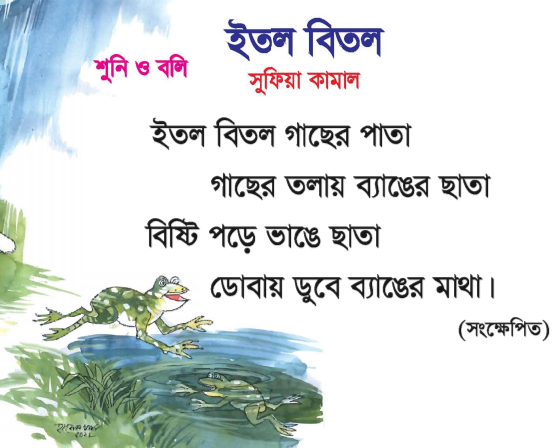 ইতল বিতল
শুনি ও বলি
সুফিয়া কামাল
ইতল বিতল গাছের পাতা
গাছের তলায় ব্যাঙের ছাতা
বিষ্টি পড়ে ভাঙে ছাতা
ডোবায় ডুবে ব্যাঙের মাথা।
(সংক্ষেপিত)